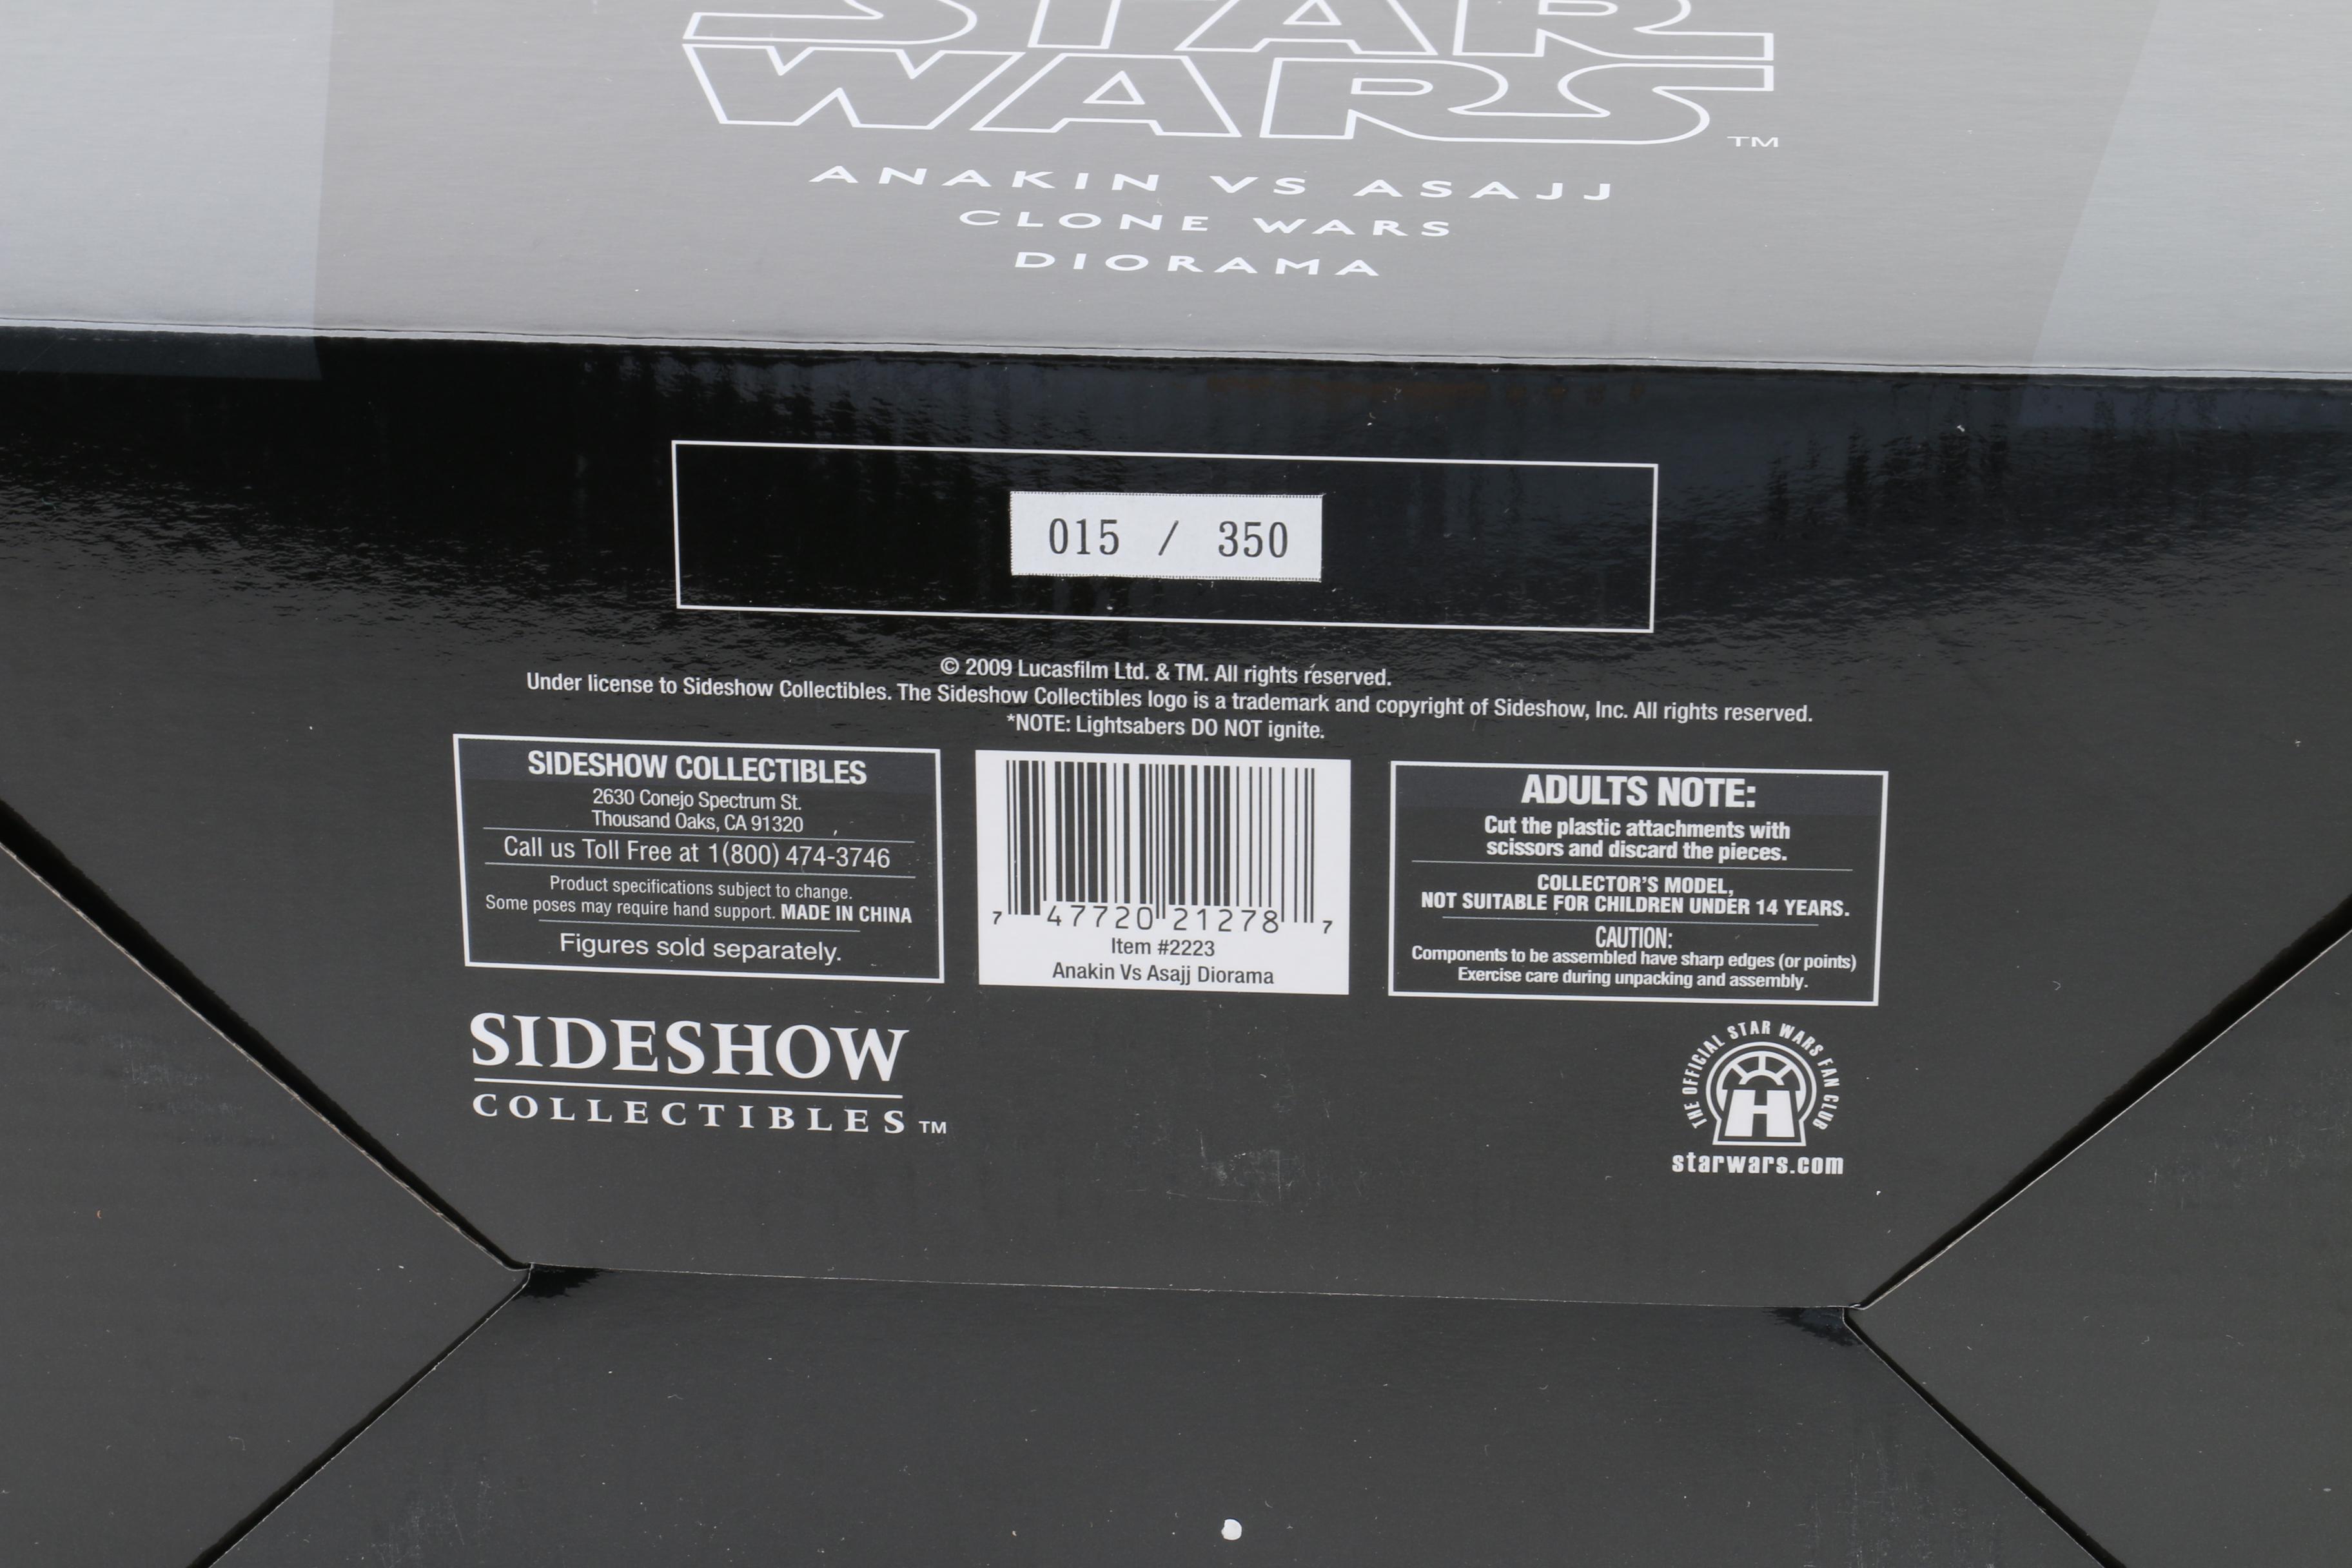 STAR
WARS™
ANAKIN VS ASAJJ
CLONE WARS
DIORAMA
015 / 350
© 2009 Lucasfilm Ltd. & TM. All rights reserved.
Under license to Sideshow Collectibles. The Sideshow Collectibles logo is a trademark and copyright of Sideshow, Inc. All rights reserved.
*NOTE: Lightsabers DO NOT ignite.
SIDESHOW COLLECTIBLES
2630 Conejo Spectrum St.
Thousand Oaks, CA 91320
Call us Toll Free at 1(800) 474-3746
Product specifications subject to change.
Some poses may require hand support. MADE IN CHINA
Figures sold separately.
7 47720 21278 7
Item #2223
Anakin Vs Asajj Diorama
ADULTS NOTE:
Cut the plastic attachments with
scissors and discard the pieces.
COLLECTOR'S MODEL,
NOT SUITABLE FOR CHILDREN UNDER 14 YEARS.
CAUTION:
Components to be assembled have sharp edges (or points)
Exercise care during unpacking and assembly.
SIDESHOW
COLLECTIBLES™
THE OFFICIAL STAR WARS FAN CLUB
H
starwars.com